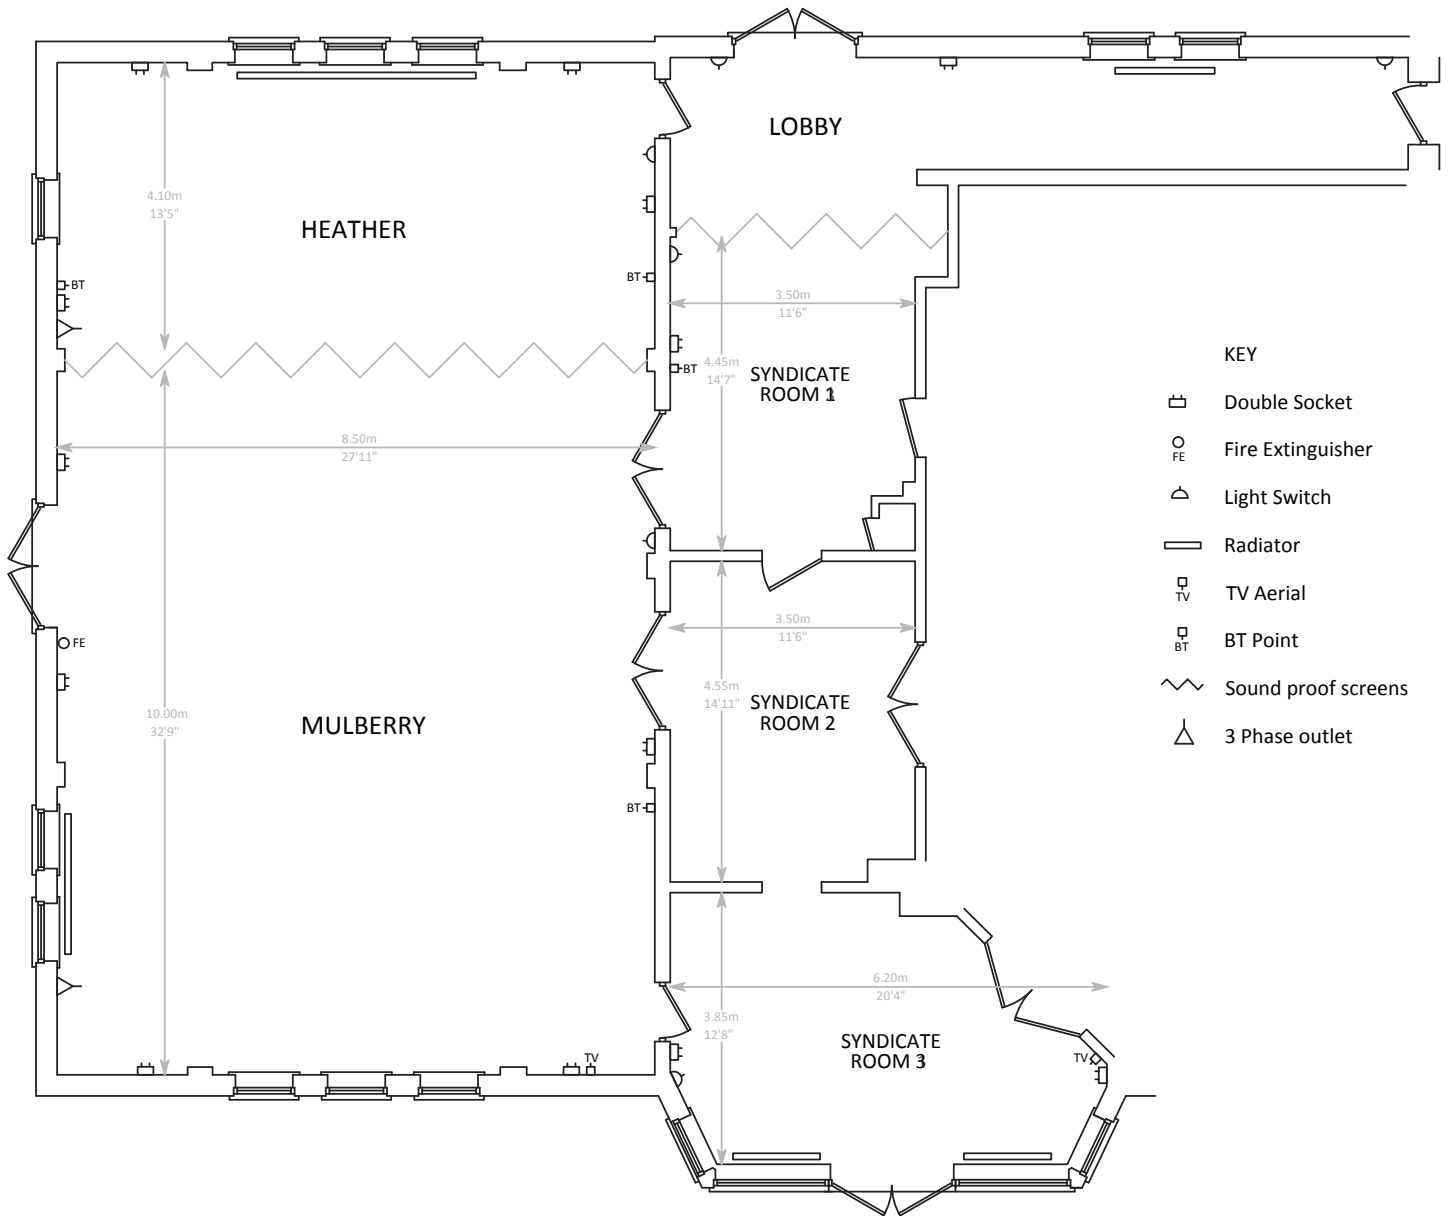 LOBBY
4.10m
13'5"
HEATHER
BT
BT
3.50m
11'6"
4.45m
14'7"
BT
SYNDICATE
ROOM 1
8.50m
27'11"
FE
3.50m
11'6"
4.55m
14'11"
SYNDICATE
ROOM 2
10.00m
32'9"
MULBERRY
BT
6.20m
20'4"
3.85m
12'8"
SYNDICATE
ROOM 3
TV
TV
KEY
Double Socket
FE
Fire Extinguisher
Light Switch
Radiator
TV
TV Aerial
BT
BT Point
Sound proof screens
3 Phase outlet